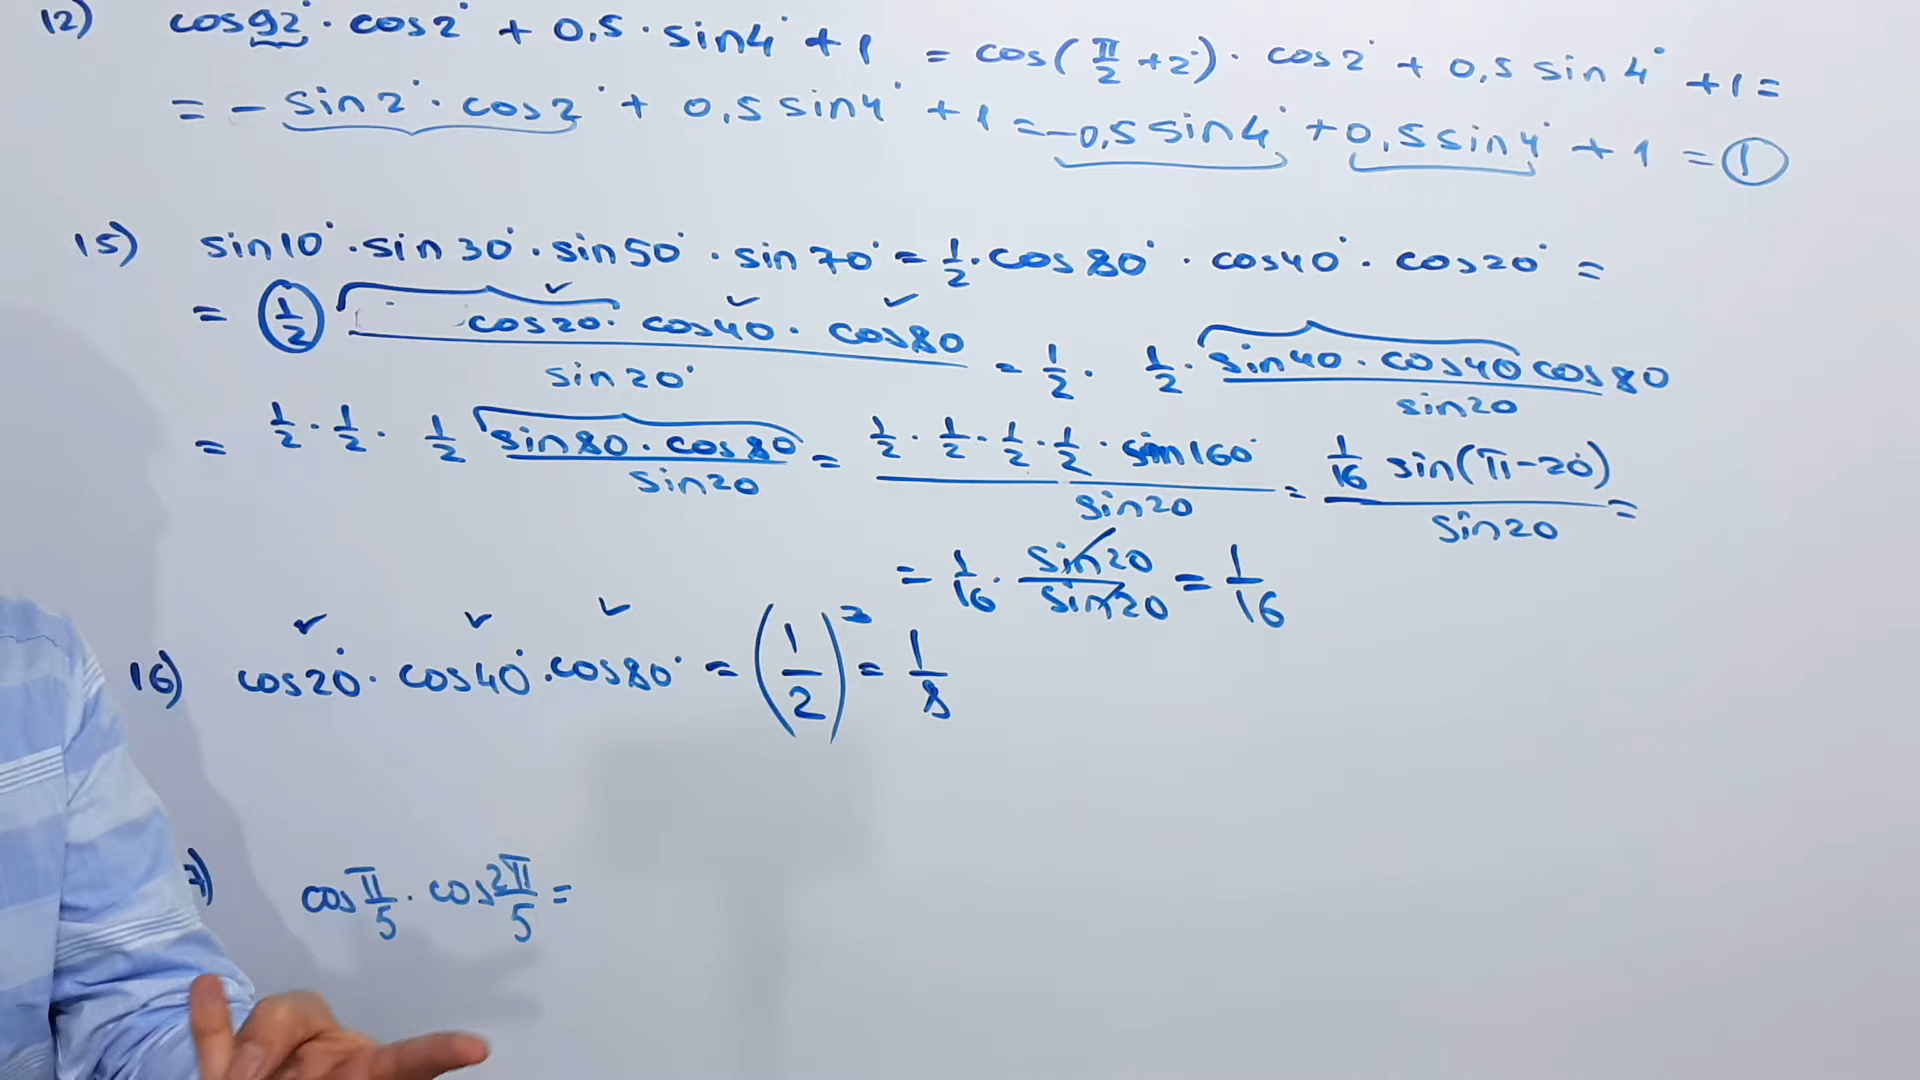 12) cos92° · cos2° + 0,5 · sin4° + 1 = cos(π/2 + 2°) · cos2° + 0,5 sin4° + 1 =
= - sin2° · cos2° + 0,5 sin4° + 1 = -0,5 sin4° + 0,5 sin4° + 1 = 1
15) sin10° · sin30° · sin50° · sin70° = 1/2 · cos80° · cos40° · cos20° =
= 1/2 cos20 · cos40 · cos80 / sin20° = 1/2 · 1/2 · sin40 · cos40 cos80 / sin20
= 1/2 · 1/2 · 1/2 sin80 · cos80 / sin20 = 1/2 · 1/2 · 1/2 · 1/2 · sin160° / sin20 = 1/16 sin(π-20°) / sin20 =
= 1/16 · sin20 / sin20 = 1/16
16) cos20° · cos40° · cos80° = (1/2)³ = 1/8
7) cos π/5 · cos 2π/5 =